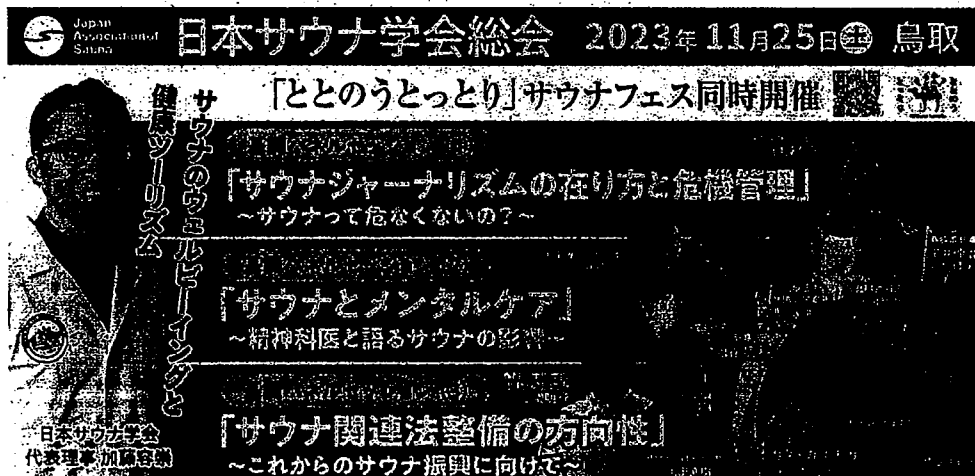 Japan
Association of
Sauna
日本サウナ学会総会 2023年11月25日㊏ 鳥取
「ととのうとっとり」サウナフェス同時開催
サウナのウェルビーイングと
健康ツーリズム
「サウナジャーナリズムの在り方と危機管理」
～サウナって危なくないの？～
「サウナとメンタルケア」
～精神科医と語るサウナの影響～
「サウナ関連法整備の方向性」
～これからのサウナ振興に向けて～
日本サウナ学会
代表理事 加藤容崇